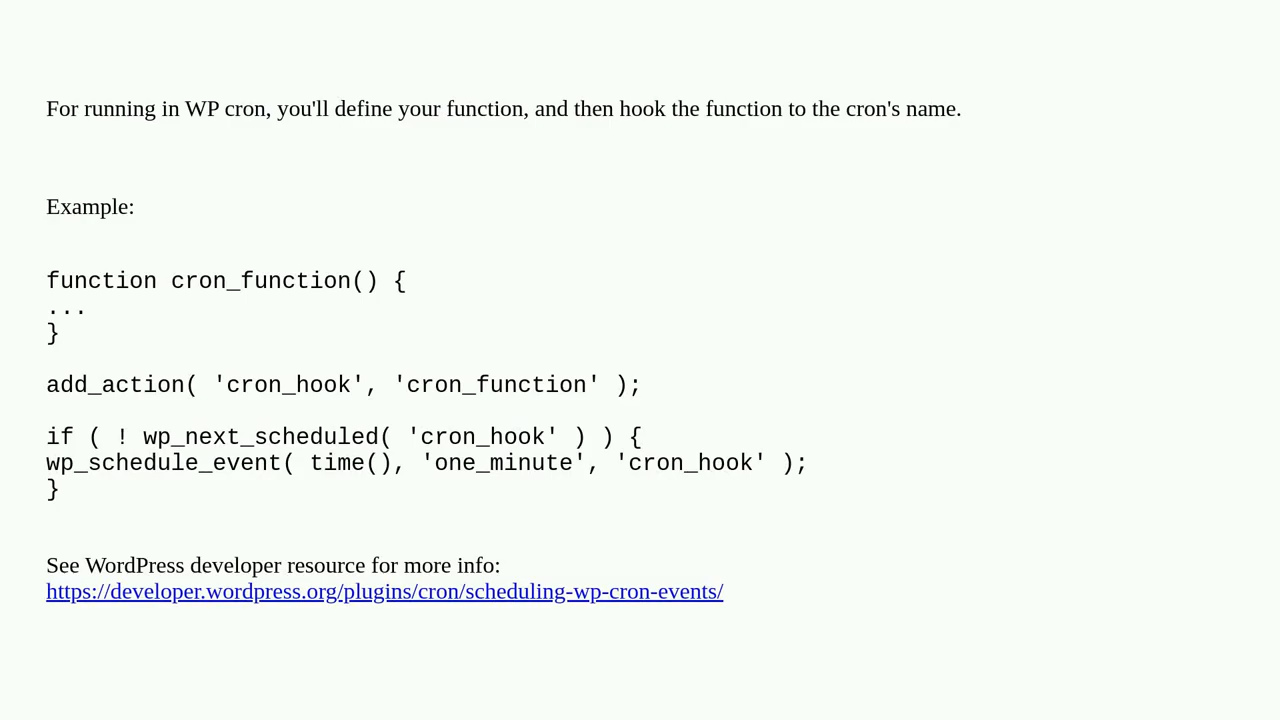 For running in WP cron, you'll define your function, and then hook the function to the cron's name.
Example:
function cron_function() {
...
}
add_action( 'cron_hook', 'cron_function' );
if ( ! wp_next_scheduled( 'cron_hook' ) ) {
wp_schedule_event( time(), 'one_minute', 'cron_hook' );
}
See WordPress developer resource for more info:
https://developer.wordpress.org/plugins/cron/scheduling-wp-cron-events/